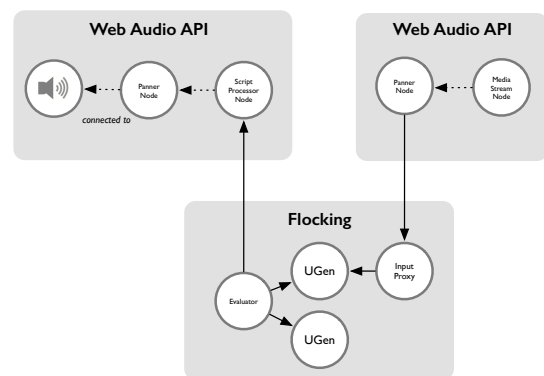 Web Audio API
Panner
Node
Script
Processor
Node
connected to
Web Audio API
Panner
Node
Media
Stream
Node
Flocking
Evaluator
UGen
UGen
Input
Proxy